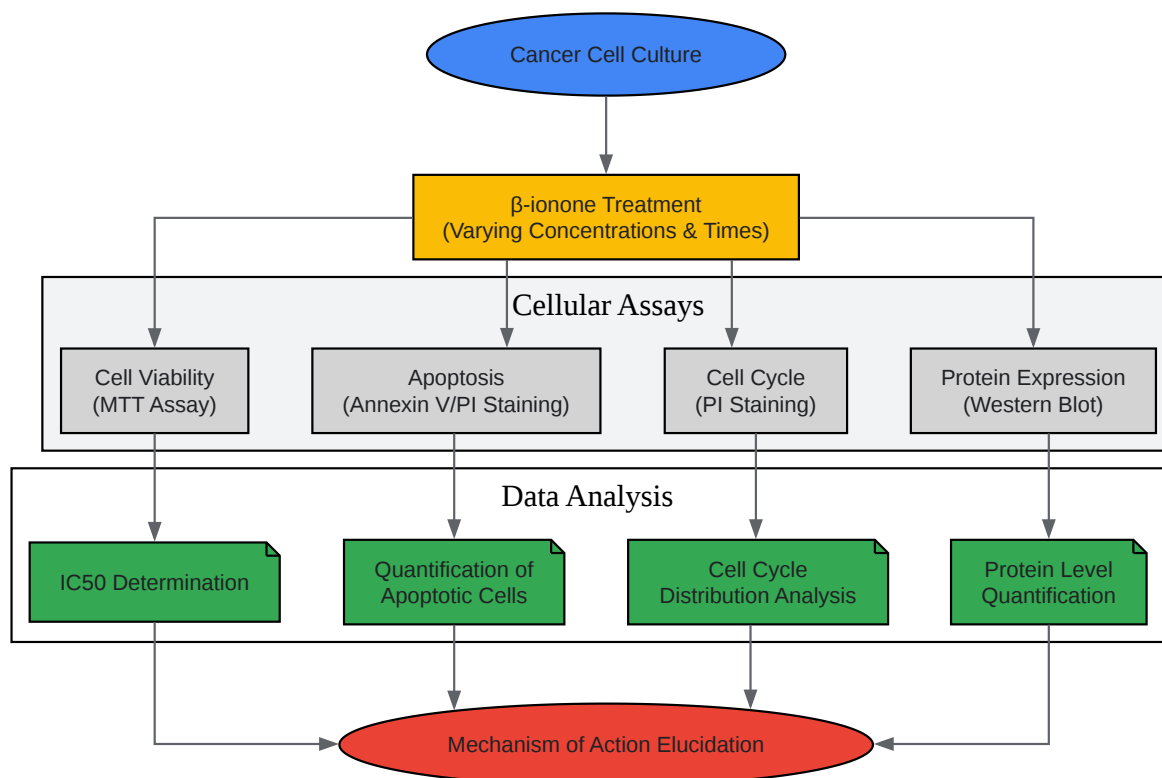 Cancer Cell Culture
β-ionone Treatment
(Varying Concentrations & Times)
Cellular Assays
Cell Viability
(MTT Assay)
Apoptosis
(Annexin V/PI Staining)
Cell Cycle
(PI Staining)
Protein Expression
(Western Blot)
Data Analysis
IC50 Determination
Quantification of
Apoptotic Cells
Cell Cycle
Distribution Analysis
Protein Level
Quantification
Mechanism of Action Elucidation